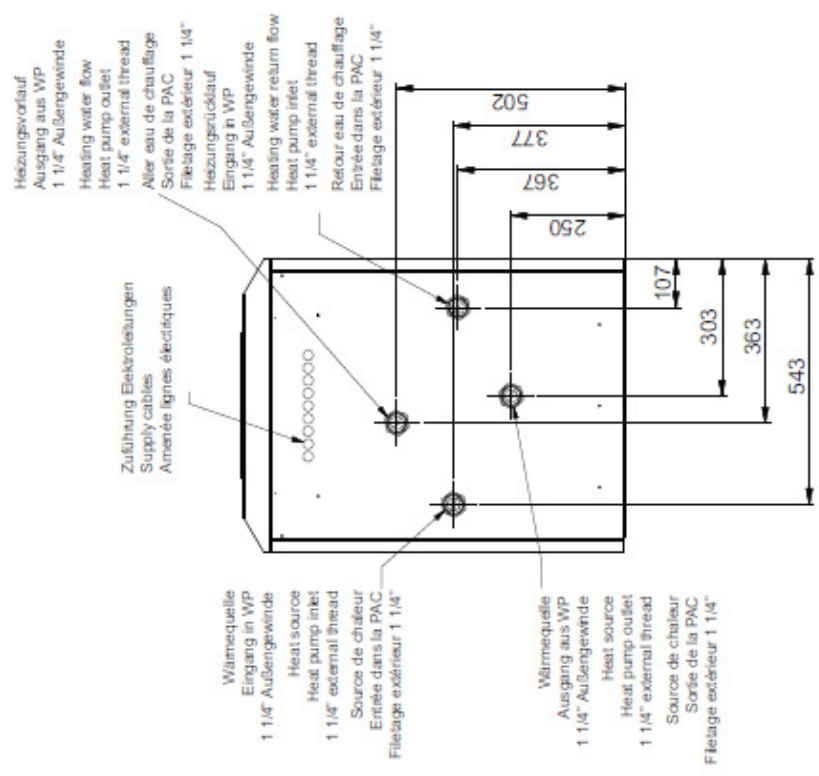 Heizungsvorlauf
Ausgang aus WP
1 1/4" Außengewinde
Heating water flow
Heat pump outlet
1 1/4" external thread
Aller eau de chauffage
Sortie de la PAC
Filetage extérieur 1 1/4"
Heizungsrücklauf
Eingang in WP
1 1/4" Außengewinde
Heating water return flow
Heat pump inlet
1 1/4" external thread
Retour eau de chauffage
Entrée dans la PAC
Filetage extérieur 1 1/4"
Zuführung Elektroleitungen
Supply cables
Amenée lignes électriques
502
377
367
250
107
303
363
543
Wärmequelle
Eingang in WP
1 1/4" Außengewinde
Heat source
Heat pump inlet
1 1/4" external thread
Source de chaleur
Entrée dans la PAC
Filetage extérieur 1 1/4"
Wärmequelle
Ausgang aus WP
1 1/4" Außengewinde
Heat source
Heat pump outlet
1 1/4" external thread
Source de chaleur
Sortie de la PAC
Filetage extérieur 1 1/4"